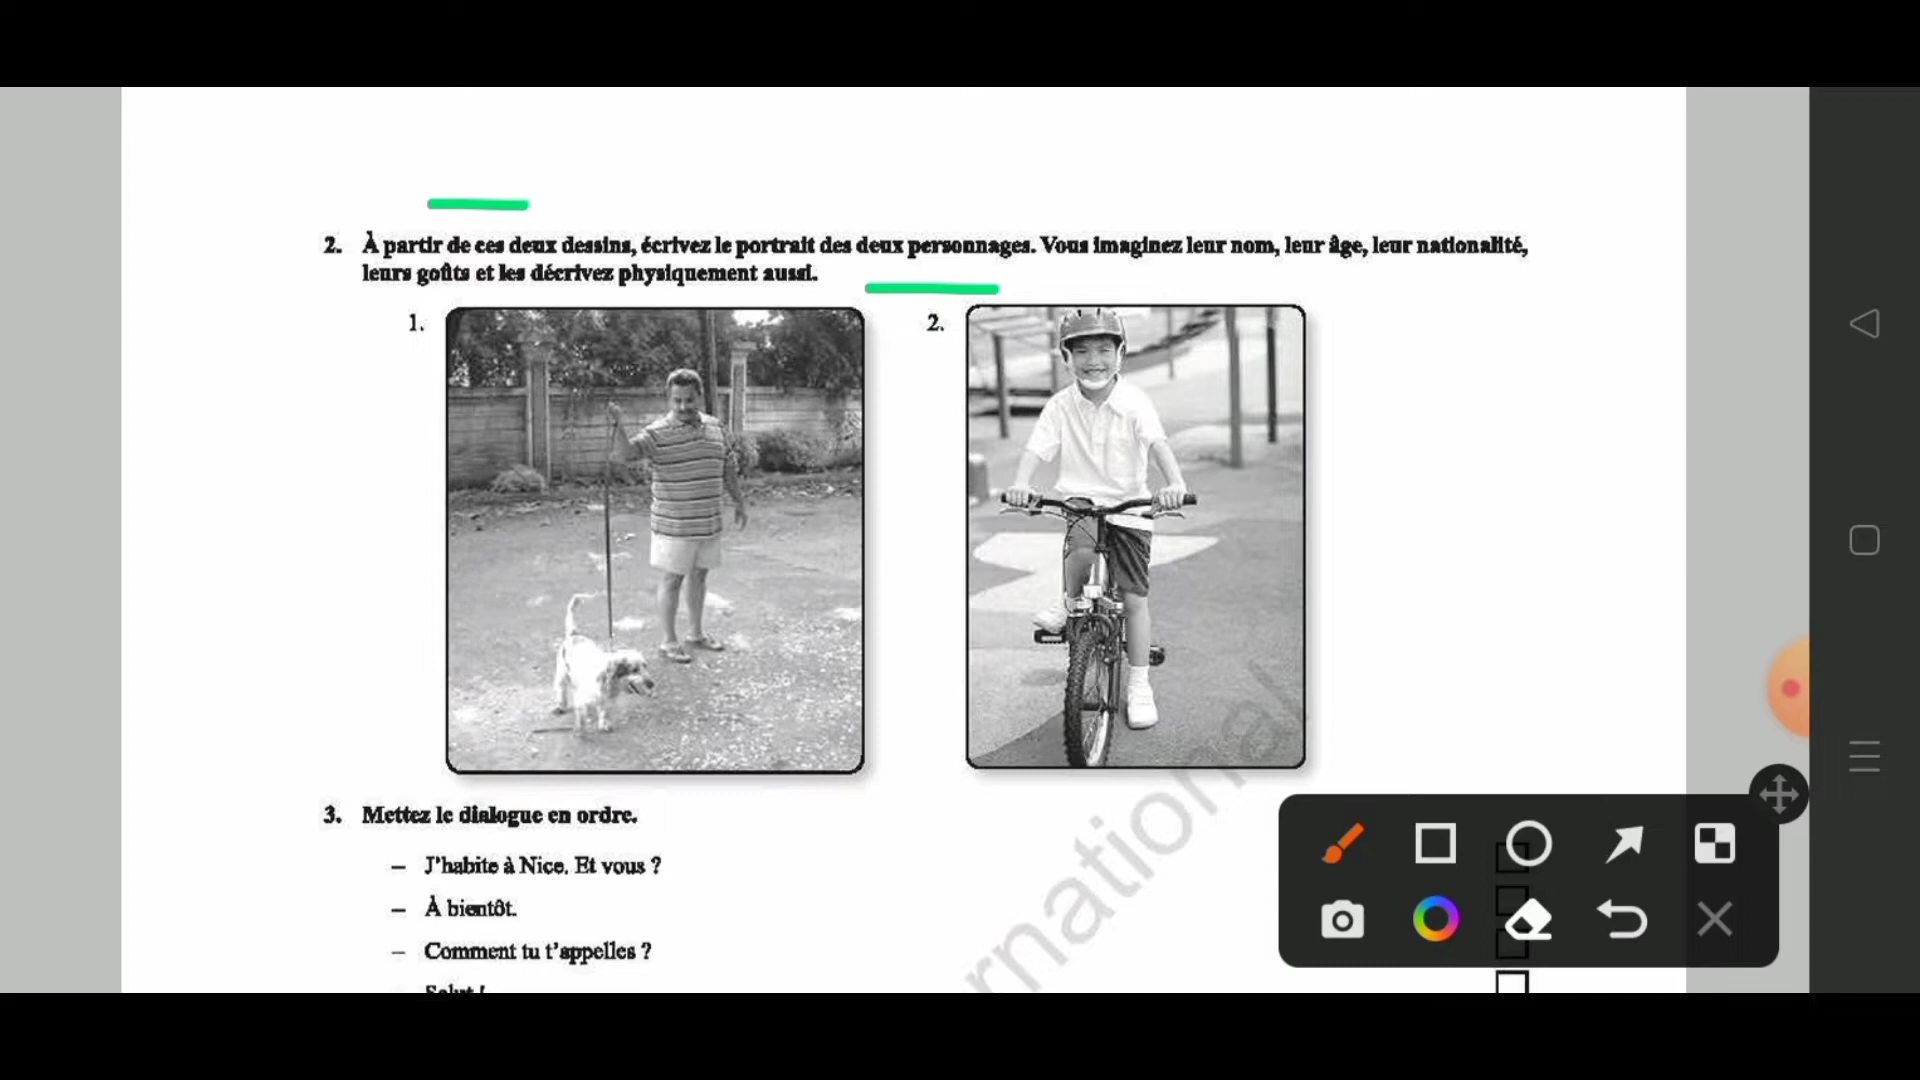 2. À partir de ces deux dessins, écrivez le portrait des deux personnages. Vous imaginez leur nom, leur âge, leur nationalité,
leurs goûts et les décrivez physiquement aussi.
1. 2.
3. Mettez le dialogue en ordre.
– J'habite à Nice. Et vous ?
– À bientôt.
– Comment tu t'appelles ?
Salut !
rnational